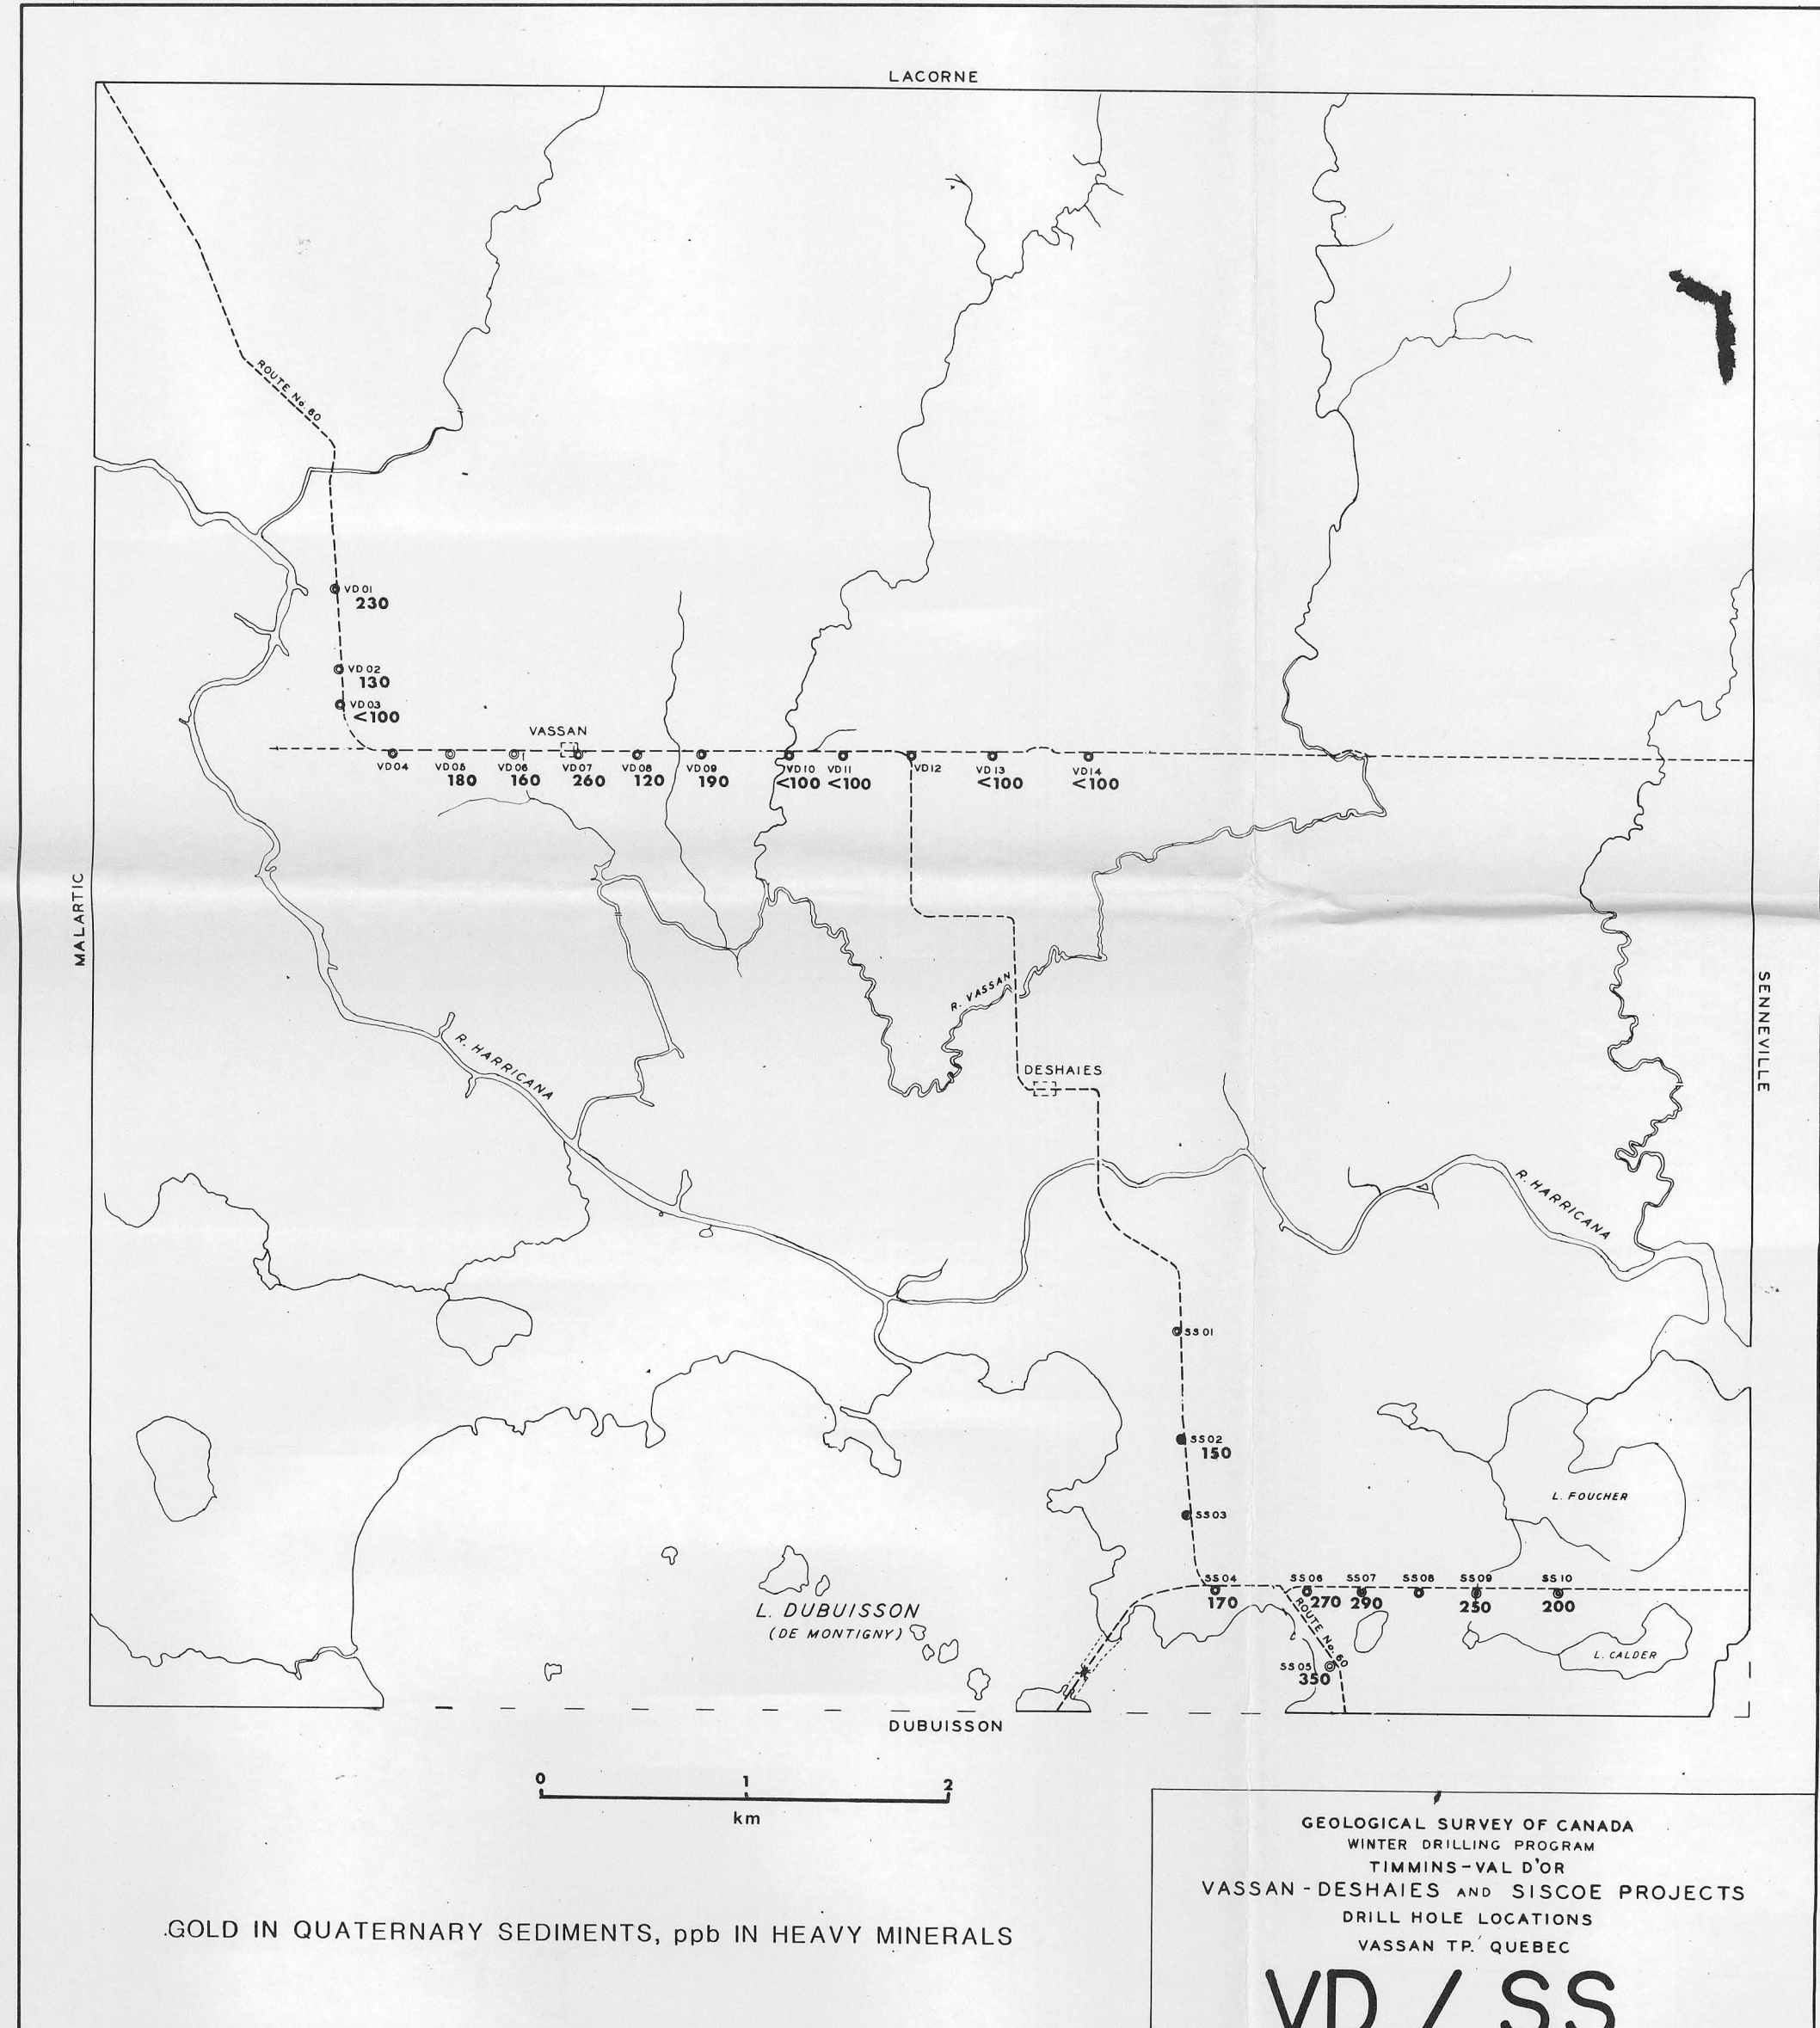 LACORNE
ROUTE No. 60
VD01
230
VD02
130
VD03
<100
VASSAN
VD04
VD05
180
VD06
160
VD07
260
VD08
120
VD09
190
VD10
<100
VD11
<100
VD12
VD13
<100
VD14
<100
MALARTIC
SENNEVILLE
R. VASSAN
R. HARRICANA
DESHAIES
R. HARRICANA
SS01
SS02
150
SS03
L. FOUCHER
SS04
170
SS06
270
SS07
290
SS08
SS09
250
SS10
200
ROUTE No. 60
SS05
350
L. CALDER
L. DUBUISSON
(DE MONTIGNY)
DUBUISSON
0 1 2
km
GOLD IN QUATERNARY SEDIMENTS, ppb IN HEAVY MINERALS
GEOLOGICAL SURVEY OF CANADA
WINTER DRILLING PROGRAM
TIMMINS-VAL D'OR
VASSAN-DESHAIES AND SISCOE PROJECTS
DRILL HOLE LOCATIONS
VASSAN TP. QUEBEC
VD / SS